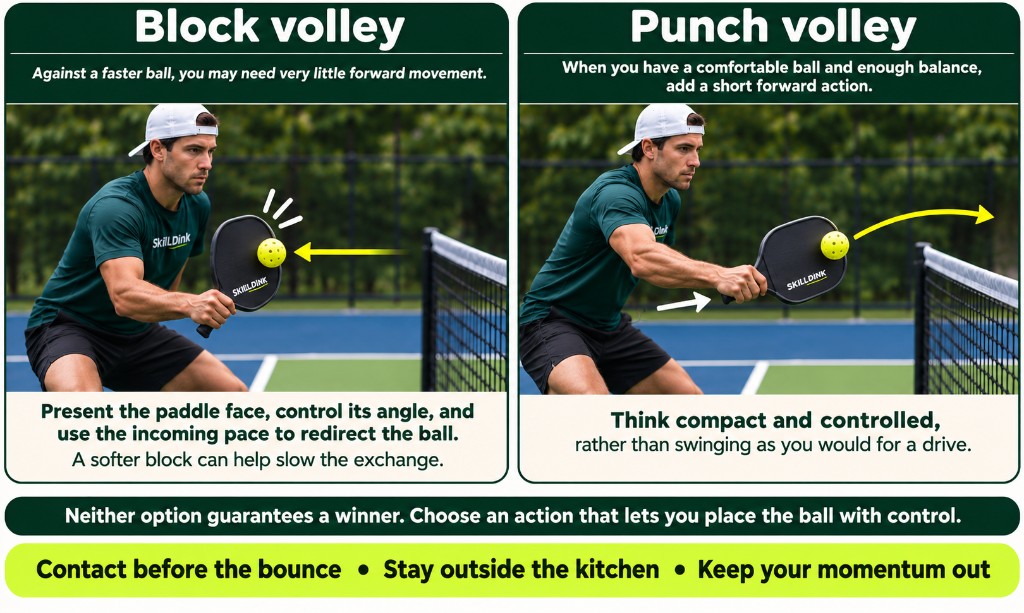 Block volley
Against a faster ball, you may need very little forward movement.
SKILLDINK
SKILLDINK
Present the paddle face, control its angle, and
use the incoming pace to redirect the ball.
A softer block can help slow the exchange.
Punch volley
When you have a comfortable ball and enough balance,
add a short forward action.
SKILLDINK
SKILLDINK
Think compact and controlled,
rather than swinging as you would for a drive.
Neither option guarantees a winner. Choose an action that lets you place the ball with control.
Contact before the bounce • Stay outside the kitchen • Keep your momentum out